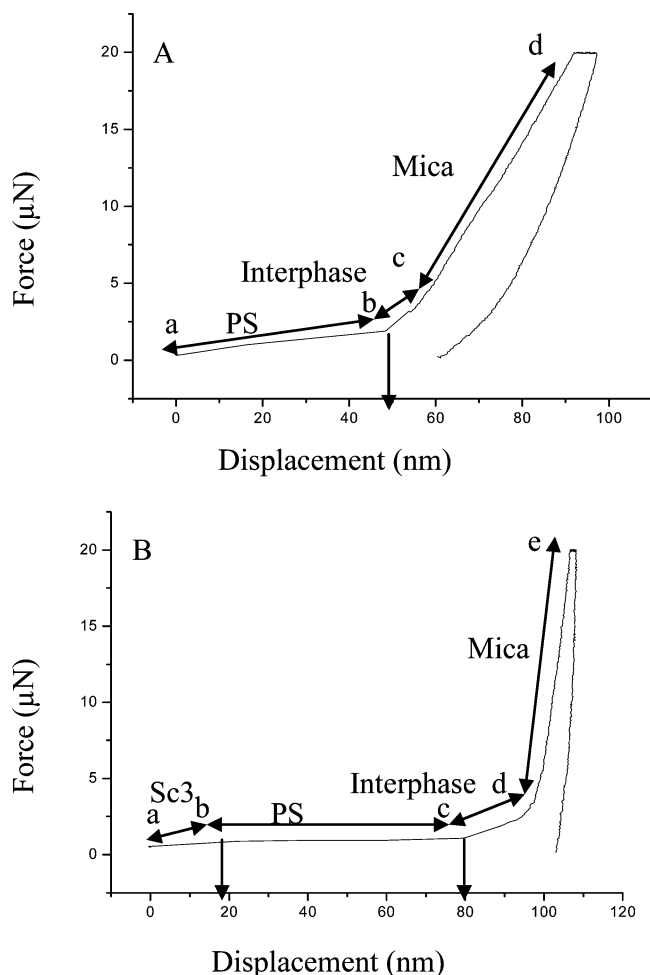 A
d
20
15
Mica
10
Interphase
c
5
b
a
PS
0
Force (µN)
0
20
40
60
80
100
Displacement (nm)
B
e
20
15
Mica
10
Interphase
d
5
Sc3
a
b
PS
c
0
Force (µN)
0
20
40
60
80
100
120
Displacement (nm)